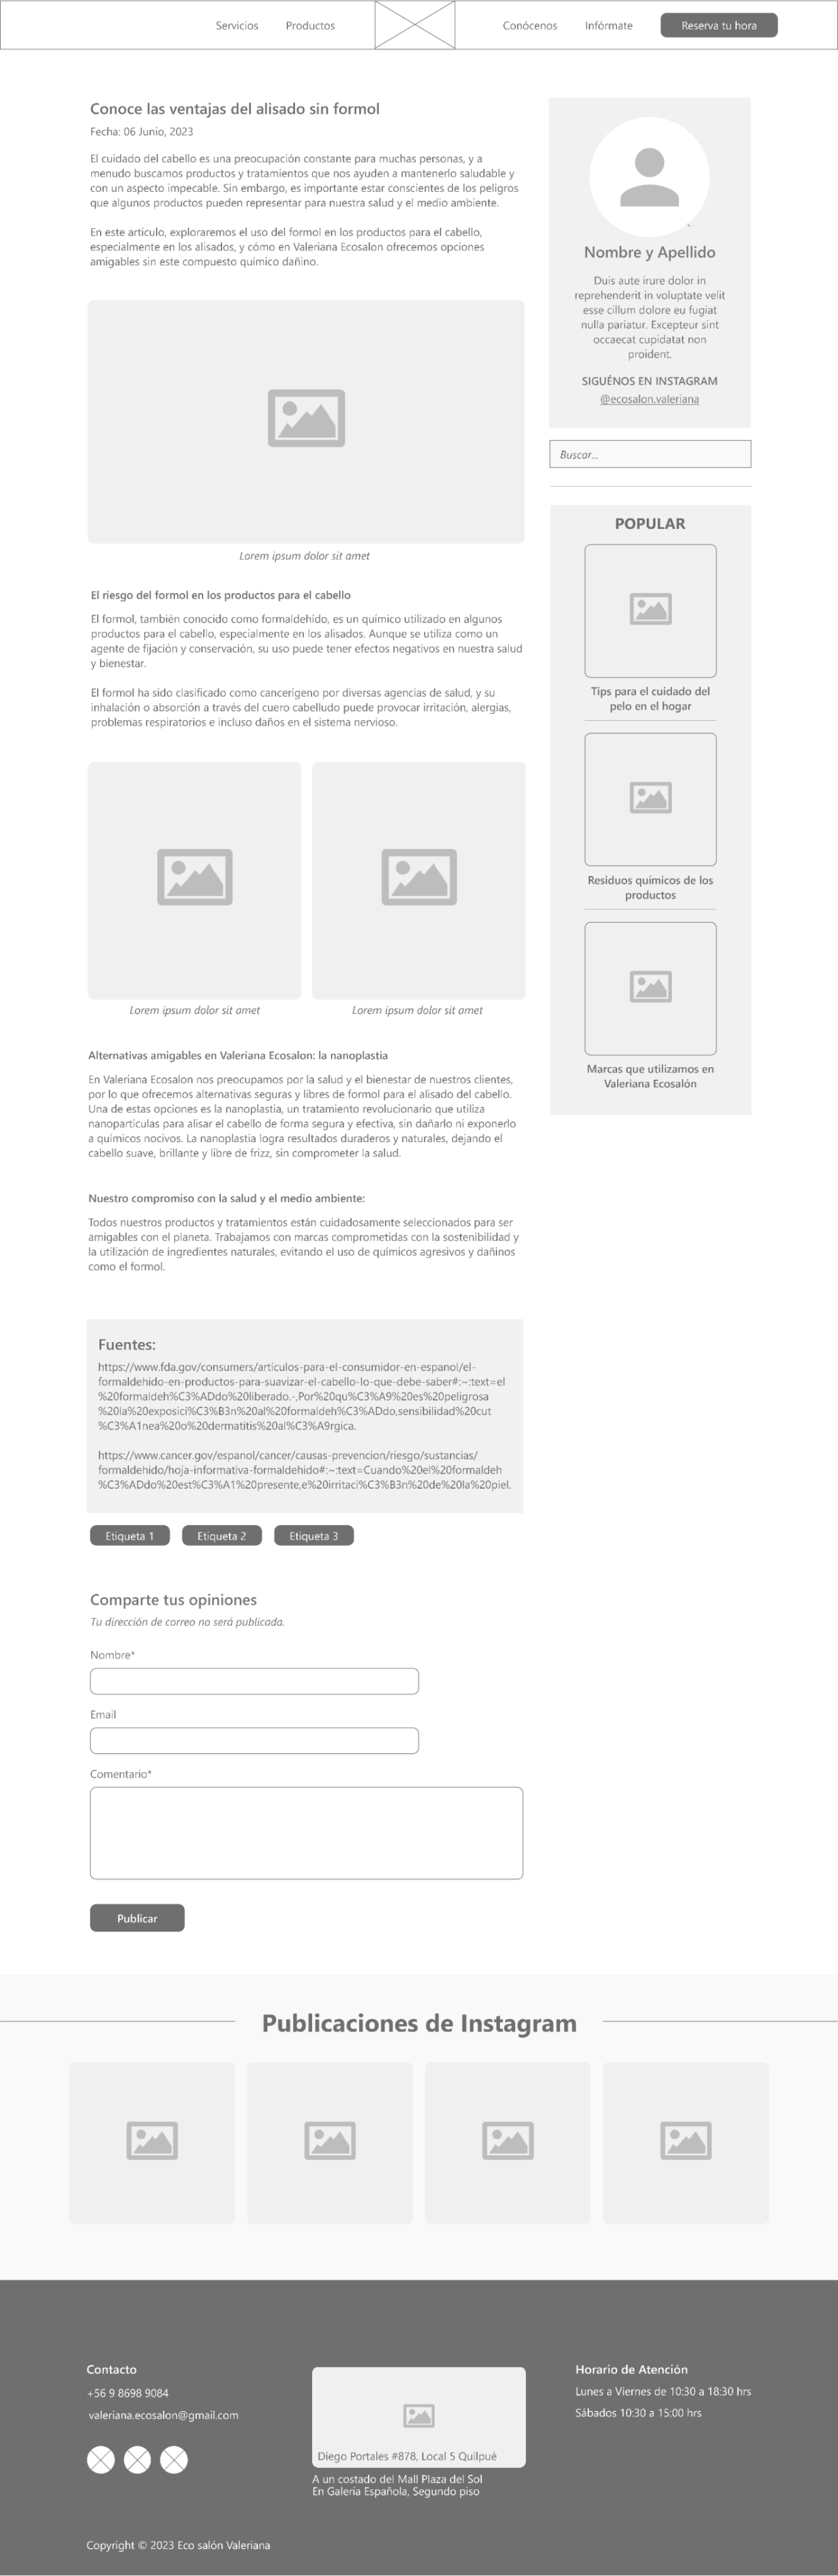 Servicios
Productos
Conócenos
Infórmate
Reserva tu hora
Conoce las ventajas del alisado sin formol
Fecha: 06 Junio, 2023
El cuidado del cabello es una preocupación constante para muchas personas, y a
menudo buscamos productos y tratamientos que nos ayuden a mantenerlo saludable y
con un aspecto impecable. Sin embargo, es importante estar conscientes de los peligros
que algunos productos pueden representar para nuestra salud y el medio ambiente.
En este artículo, exploraremos el uso del formol en los productos para el cabello,
especialmente en los alisados, y cómo en Valeriana Ecosalon ofrecemos opciones
amigables sin este compuesto químico dañino.
Lorem ipsum dolor sit amet
El riesgo del formol en los productos para el cabello
El formol, también conocido como formaldehido, es un químico utilizado en algunos
productos para el cabello, especialmente en los alisados. Aunque se utiliza como un
agente de fijación y conservación, su uso puede tener efectos negativos en nuestra salud
y bienestar.
El formol ha sido clasificado como cancerígeno por diversas agencias de salud, y su
inhalación o absorción a través del cuero cabelludo puede provocar irritación, alergias,
problemas respiratorios e incluso daños en el sistema nervioso.
Lorem ipsum dolor sit amet
Lorem ipsum dolor sit amet
Alternativas amigables en Valeriana Ecosalon: la nanoplastia
En Valeriana Ecosalon nos preocupamos por la salud y el bienestar de nuestros clientes,
por lo que ofrecemos alternativas seguras y libres de formol para el alisado del cabello.
Una de estas opciones es la nanoplastia, un tratamiento revolucionario que utiliza
nanopartículas para alisar el cabello de forma segura y efectiva, sin dañarlo ni exponerlo
a químicos nocivos. La nanoplastia logra resultados duraderos y naturales, dejando el
cabello suave, brillante y libre de frizz, sin comprometer la salud.
Nuestro compromiso con la salud y el medio ambiente:
Todos nuestros productos y tratamientos están cuidadosamente seleccionados para ser
amigables con el planeta. Trabajamos con marcas comprometidas con la sostenibilidad y
la utilización de ingredientes naturales, evitando el uso de químicos agresivos y dañinos
como el formol.
Fuentes:
https://www.fda.gov/consumers/articulos-para-el-consumidor-en-espanol/el-
formaldehido-en-productos-para-suavizar-el-cabello-lo-que-debe-saber#:~:text=el
%20formaldeh%C3%ADdo%20liberado.-,Por%20qu%C3%A9%20es%20peligrosa
%20la%20exposici%C3%B3n%20al%20formaldeh%C3%ADdo,sensibilidad%20cut
%C3%A1nea%20o%20dermatitis%20al%C3%A9rgica.
https://www.cancer.gov/espanol/cancer/causas-prevencion/riesgo/sustancias/
formaldehido/hoja-informativa-formaldehido#:~:text=Cuando%20el%20formaldeh
%C3%ADdo%20est%C3%A1%20presente,e%20irritaci%C3%B3n%20de%20la%20piel.
Etiqueta 1
Etiqueta 2
Etiqueta 3
Nombre y Apellido
Duis aute irure dolor in
reprehenderit in voluptate velit
esse cillum dolore eu fugiat
nulla pariatur. Excepteur sint
occaecat cupidatat non
proident.
SIGUÉNOS EN INSTAGRAM
@ecosalon.valeriana
Buscar...
POPULAR
Tips para el cuidado del
pelo en el hogar
Residuos químicos de los
productos
Marcas que utilizamos en
Valeriana Ecosalón
Comparte tus opiniones
Tu dirección de correo no será publicada.
Nombre*
Email
Comentario*
Publicar
Publicaciones de Instagram
Contacto
+56 9 8698 9084
valeriana.ecosalon@gmail.com
Diego Portales #878, Local 5 Quilpué
A un costado del Mall Plaza del Sol
En Galería Española, Segundo piso
Horario de Atención
Lunes a Viernes de 10:30 a 18:30 hrs
Sábados 10:30 a 15:00 hrs
Copyright © 2023 Eco salón Valeriana